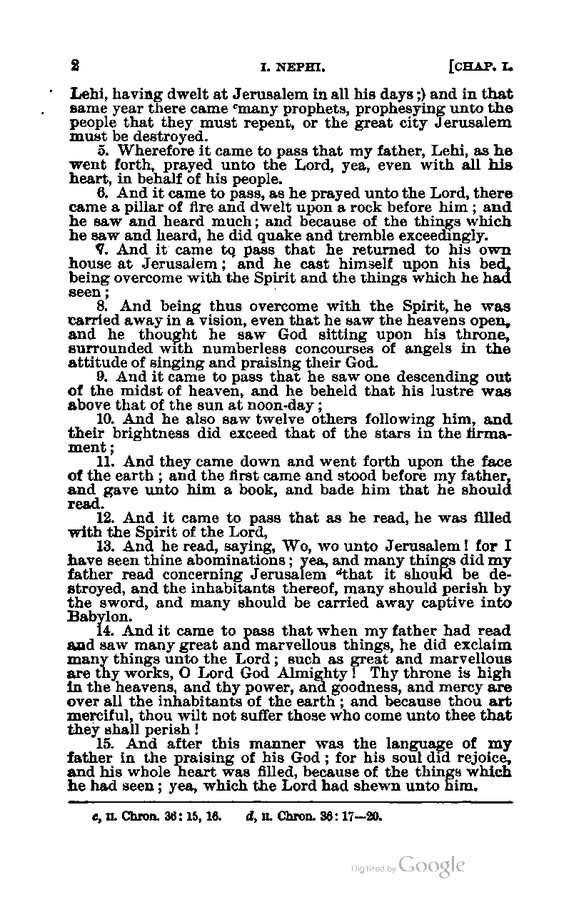 2 I. NEPHI. [CHAP. I.
Lehi, having dwelt at Jerusalem in all his days;) and in that
same year there came ᶜmany prophets, prophesying unto the
people that they must repent, or the great city Jerusalem
must be destroyed.
5. Wherefore it came to pass that my father, Lehi, as he
went forth, prayed unto the Lord, yea, even with all his
heart, in behalf of his people.
6. And it came to pass, as he prayed unto the Lord, there
came a pillar of fire and dwelt upon a rock before him; and
he saw and heard much; and because of the things which
he saw and heard, he did quake and tremble exceedingly.
7. And it came to pass that he returned to his own
house at Jerusalem; and he cast himself upon his bed,
being overcome with the Spirit and the things which he had
seen;
8. And being thus overcome with the Spirit, he was
carried away in a vision, even that he saw the heavens open,
and he thought he saw God sitting upon his throne,
surrounded with numberless concourses of angels in the
attitude of singing and praising their God.
9. And it came to pass that he saw one descending out
of the midst of heaven, and he beheld that his lustre was
above that of the sun at noon-day;
10. And he also saw twelve others following him, and
their brightness did exceed that of the stars in the firma-
ment;
11. And they came down and went forth upon the face
of the earth; and the first came and stood before my father,
and gave unto him a book, and bade him that he should
read.
12. And it came to pass that as he read, he was filled
with the Spirit of the Lord,
13. And he read, saying, Wo, wo unto Jerusalem! for I
have seen thine abominations; yea, and many things did my
father read concerning Jerusalem ᵈthat it should be de-
stroyed, and the inhabitants thereof, many should perish by
the sword, and many should be carried away captive into
Babylon.
14. And it came to pass that when my father had read
and saw many great and marvellous things, he did exclaim
many things unto the Lord; such as great and marvellous
are thy works, O Lord God Almighty! Thy throne is high
in the heavens, and thy power, and goodness, and mercy are
over all the inhabitants of the earth; and because thou art
merciful, thou wilt not suffer those who come unto thee that
they shall perish!
15. And after this manner was the language of my
father in the praising of his God; for his soul did rejoice,
and his whole heart was filled, because of the things which
he had seen; yea, which the Lord had shewn unto him.
c, II. Chron. 36: 15, 16. d, II. Chron. 36: 17—20.
Digitized by Google